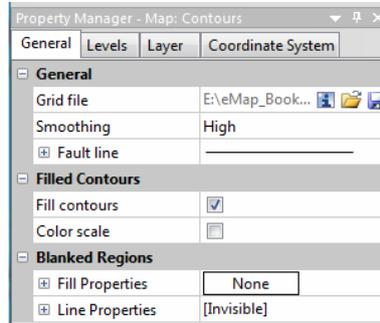 Property Manager - Map: Contours
General Levels Layer Coordinate System
General
Grid file E:\eMap_Book...
Smoothing High
Fault line
Filled Contours
Fill contours
Color scale
Blanked Regions
Fill Properties None
Line Properties [Invisible]